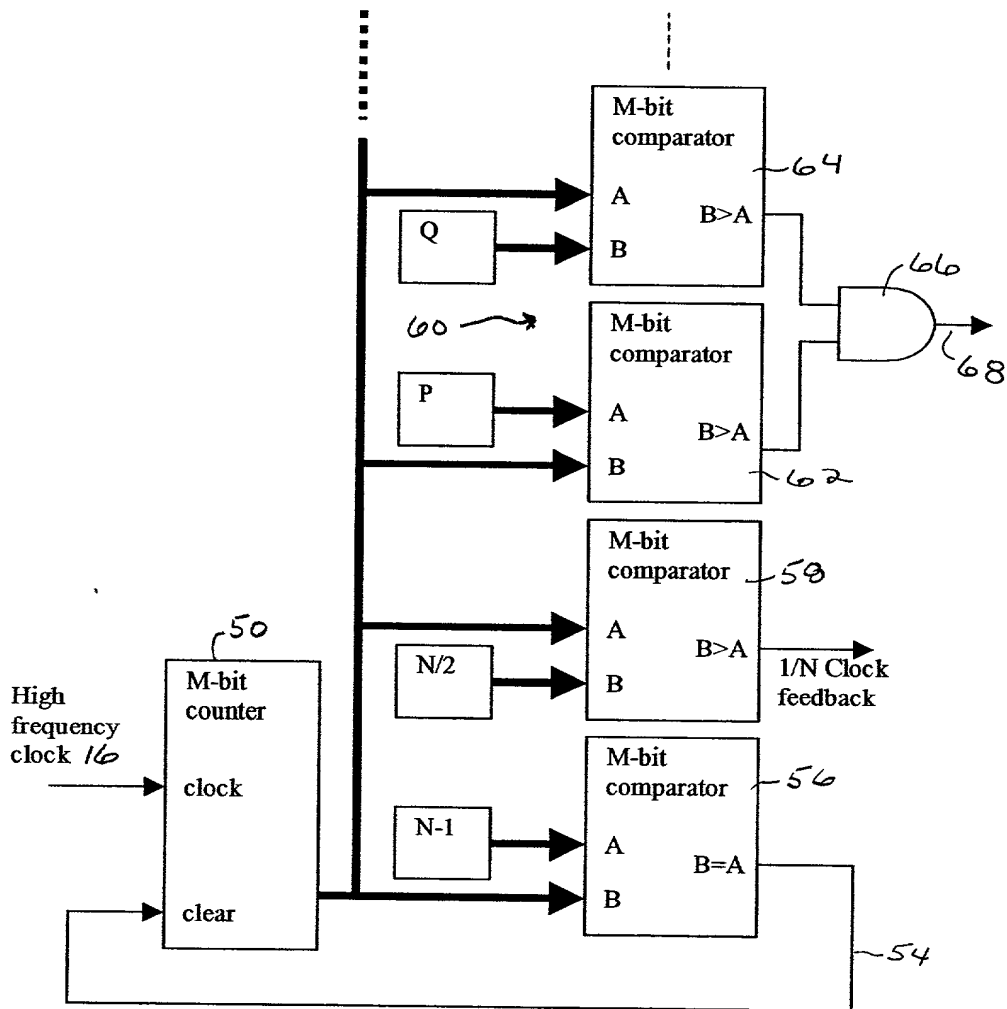 M-bit
comparator
64
A
B>A
B
Q
66
60
M-bit
comparator
68
P
A
B>A
B
62
M-bit
comparator
58
A
B>A
N/2
B
1/N Clock
feedback
50
M-bit
counter
High
frequency
clock 16
clock
clear
M-bit
comparator
56
N-1
A
B=A
B
54